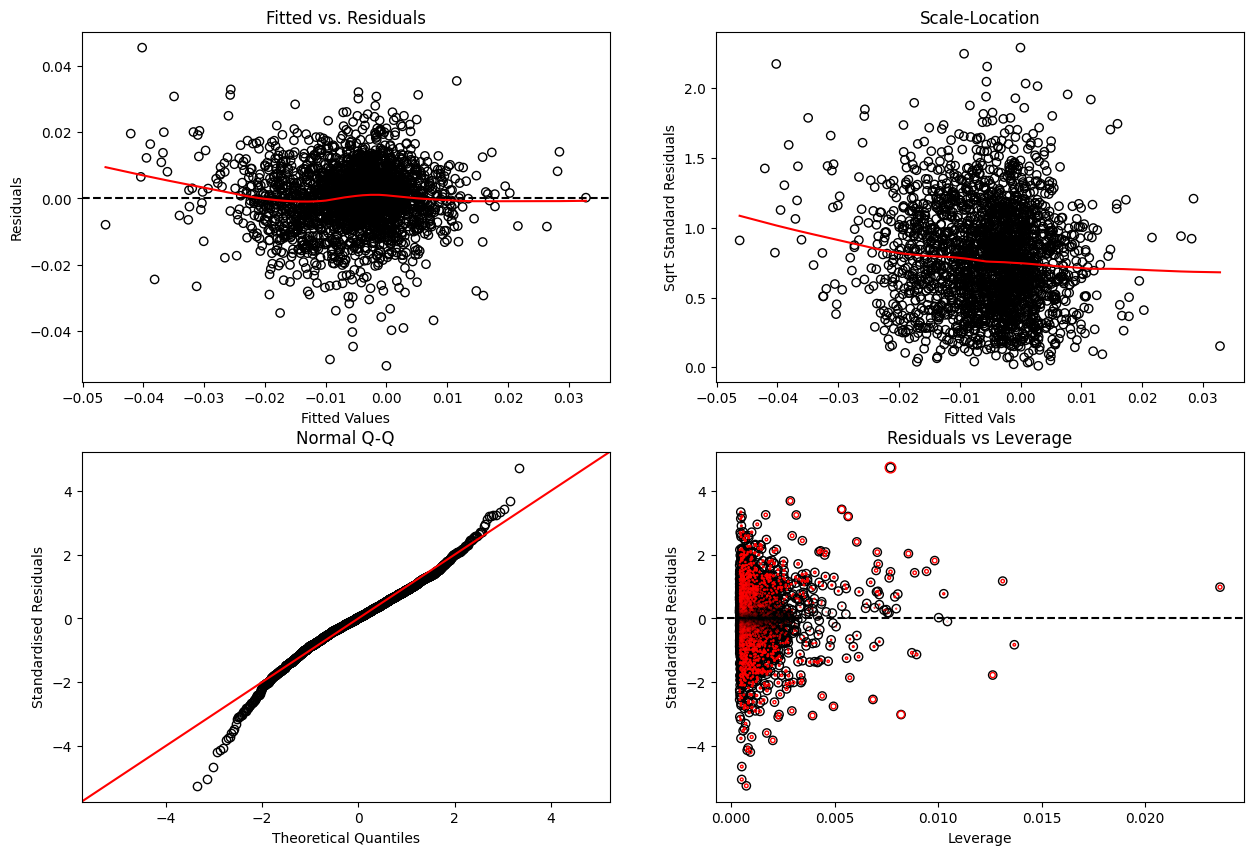 Fitted vs. Residuals
Residuals
0.04
0.02
0.00
−0.02
−0.04
−0.05 −0.04 −0.03 −0.02 −0.01 0.00 0.01 0.02 0.03
Fitted Values
Scale-Location
Sqrt Standard Residuals
2.0
1.5
1.0
0.5
0.0
−0.05 −0.04 −0.03 −0.02 −0.01 0.00 0.01 0.02 0.03
Fitted Vals
Normal Q-Q
Standardised Residuals
4
2
0
−2
−4
−4 −2 0 2 4
Theoretical Quantiles
Residuals vs Leverage
Standardised Residuals
4
2
0
−2
−4
0.000 0.005 0.010 0.015 0.020
Leverage